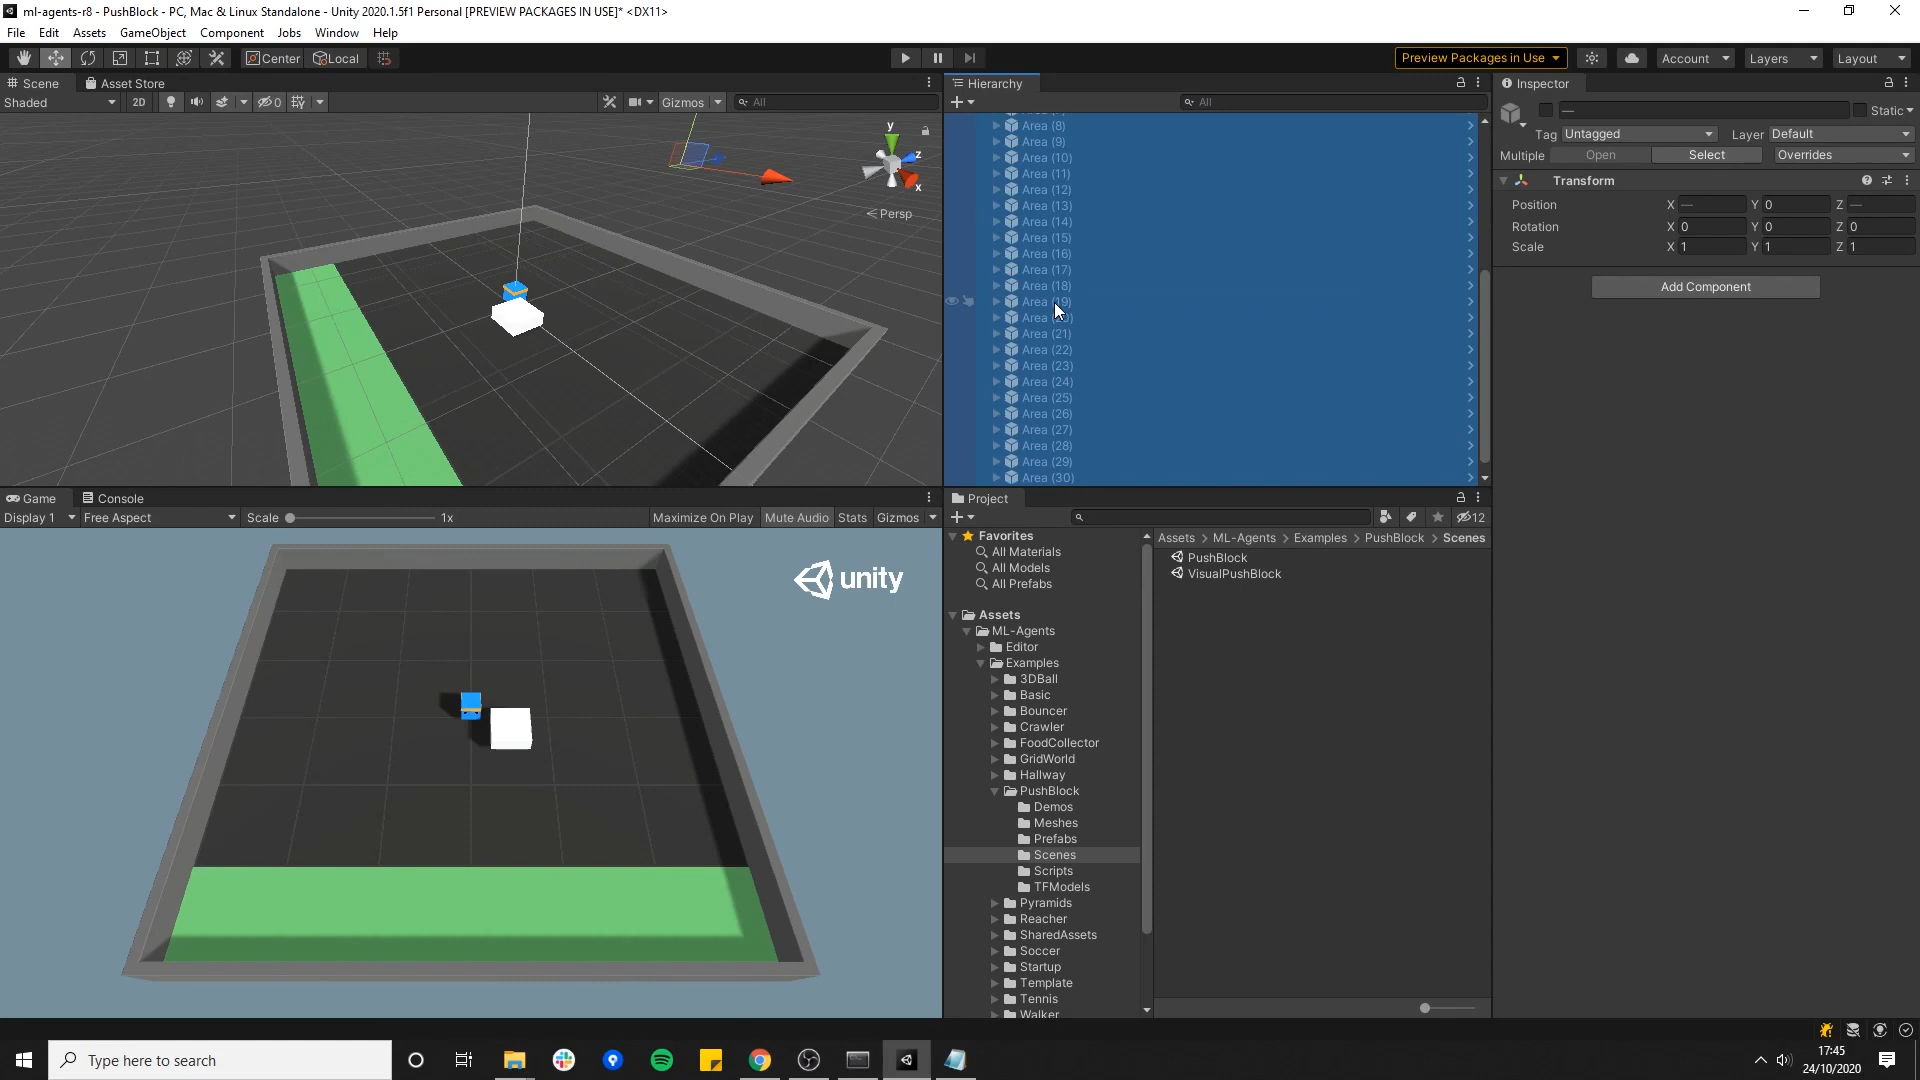 ml-agents-r8 - PushBlock - PC, Mac & Linux Standalone - Unity 2020.1.5f1 Personal [PREVIEW PACKAGES IN USE]* <DX11>
File Edit Assets GameObject Component Jobs Window Help
Center Local Preview Packages in Use Account Layers Layout
Scene Asset Store Hierarchy Inspector
Shaded 2D 0 Gizmos All All
Static
Tag Untagged Layer Default
Multiple Open Select Overrides
Transform
Position X — Y 0 Z —
Rotation X 0 Y 0 Z 0
Scale X 1 Y 1 Z 1
Add Component
y
z
x
Persp
Area (8)
Area (9)
Area (10)
Area (11)
Area (12)
Area (13)
Area (14)
Area (15)
Area (16)
Area (17)
Area (18)
Area (19)
Area (20)
Area (21)
Area (22)
Area (23)
Area (24)
Area (25)
Area (26)
Area (27)
Area (28)
Area (29)
Area (30)
Game Console
Display 1 Free Aspect Scale 1x Maximize On Play Mute Audio Stats Gizmos
unity
Project
12
Favorites
All Materials
All Models
All Prefabs
Assets
ML-Agents
Editor
Examples
3DBall
Basic
Bouncer
Crawler
FoodCollector
GridWorld
Hallway
PushBlock
Demos
Meshes
Prefabs
Scenes
Scripts
TFModels
Pyramids
Reacher
SharedAssets
Soccer
Startup
Template
Tennis
Walker
Assets > ML-Agents > Examples > PushBlock > Scenes
PushBlock
VisualPushBlock
Type here to search
17:45
24/10/2020